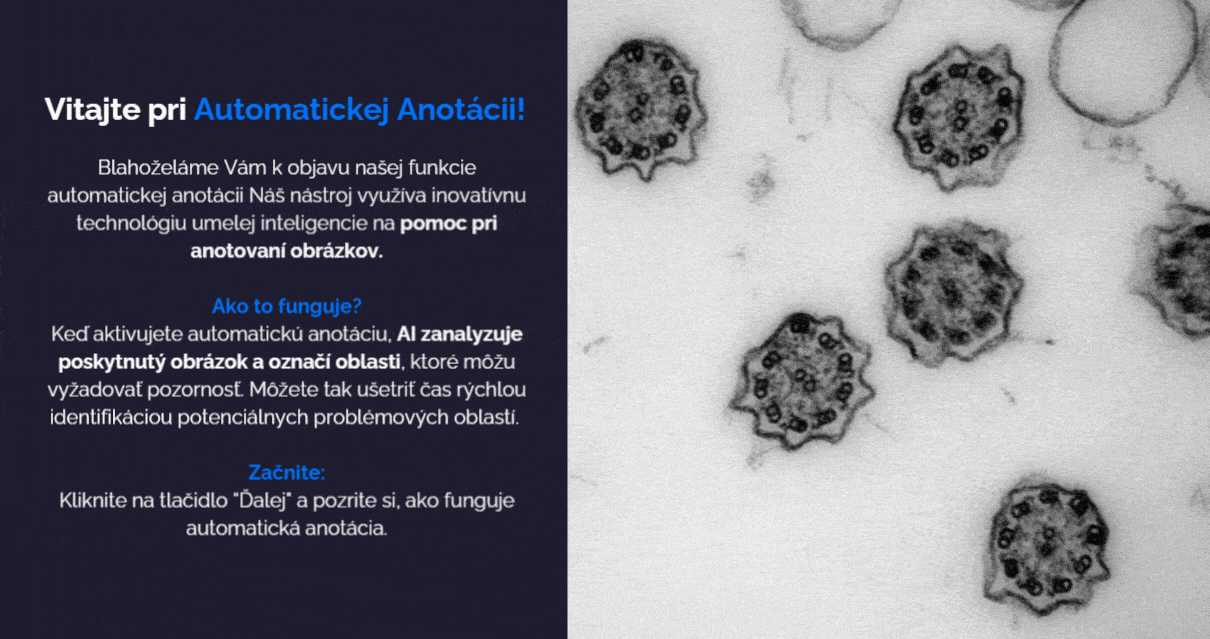 Vitajte pri Automatickej Anotácii!
Blahoželáme Vám k objavu našej funkcie
automatickej anotácii Náš nástroj využíva inovatívnu
technológiu umelej inteligencie na pomoc pri
anotovaní obrázkov.
Ako to funguje?
Keď aktivujete automatickú anotáciu, AI zanalyzuje
poskytnutý obrázok a označí oblasti, ktoré môžu
vyžadovať pozornosť. Môžete tak ušetriť čas rýchlou
identifikáciou potenciálnych problémových oblastí.
Začnite:
Kliknite na tlačidlo "Ďalej" a pozrite si, ako funguje
automatická anotácia.